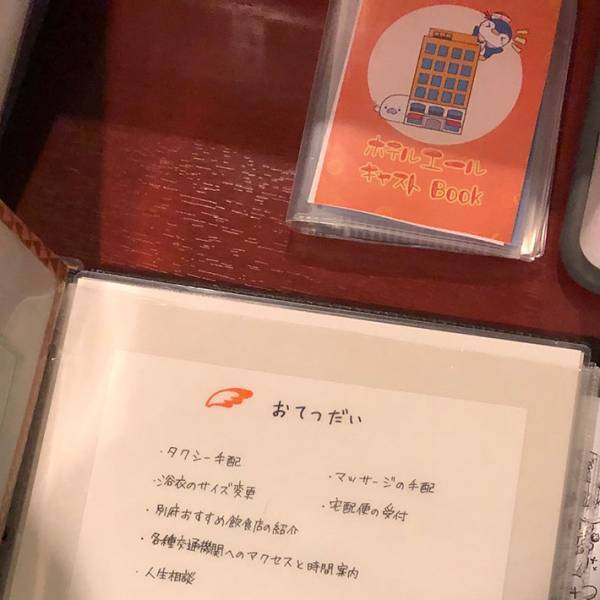 ホテルエール
キャスト Book
おてつだい
・タクシー手配
・マッサージの手配
・浴衣のサイズ変更
・宅配便の受付
・別府おすすめ飲食店の紹介
・各種交通機関へのアクセスと時間案内
・人生相談